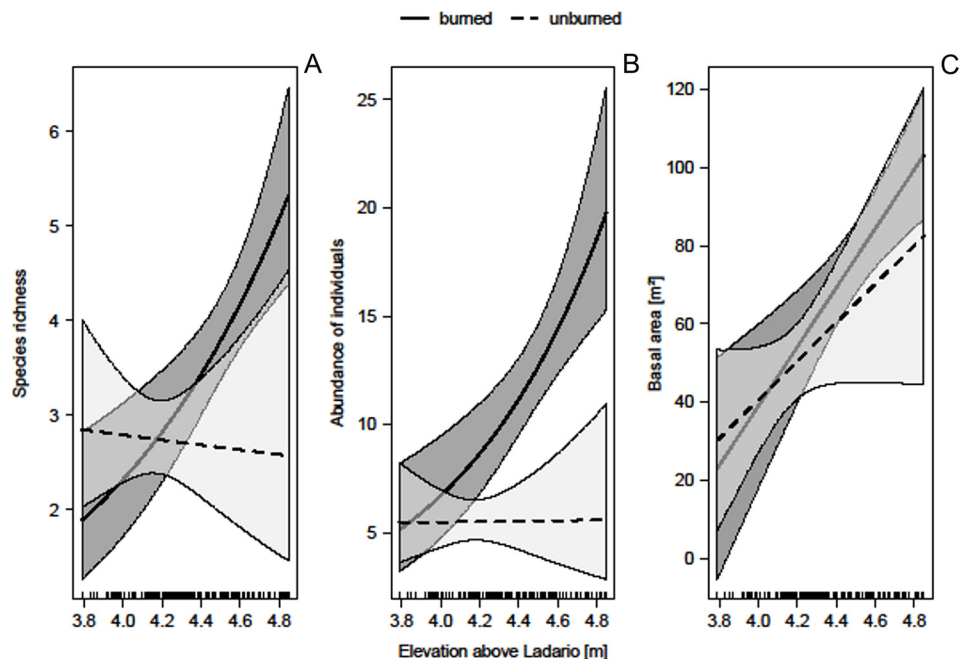 burned unburned
A
B
C
Species richness
6
5
4
3
2
3.8 4.0 4.2 4.4 4.6 4.8
Abundance of individuals
25
20
15
10
5
3.8 4.0 4.2 4.4 4.6 4.8
Basal area [m²]
120
100
80
60
40
20
0
3.8 4.0 4.2 4.4 4.6 4.8
Elevation above Ladario [m]